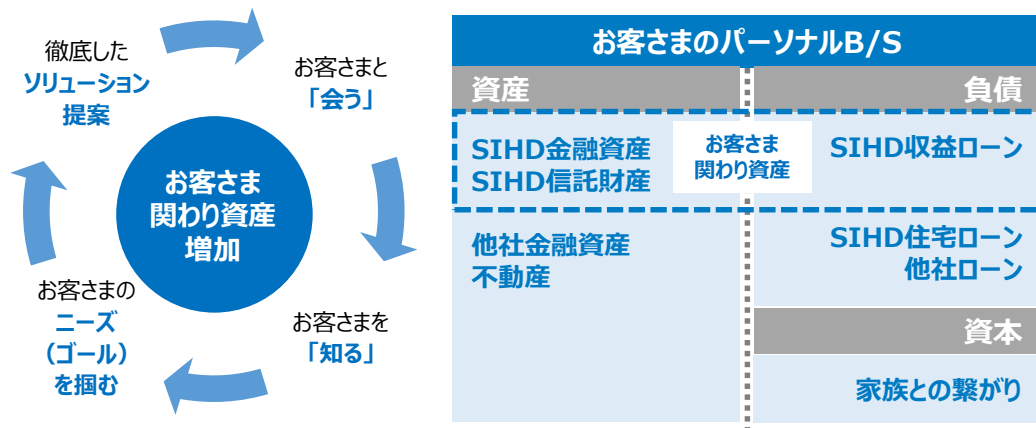 徹底した
ソリューション
提案
お客さまと
「会う」
お客さまを
「知る」
お客さまの
ニーズ
（ゴール）
を掴む
お客さま
関わり資産
増加
お客さまのパーソナルB/S
資産
負債
SIHD金融資産
SIHD信託財産
お客さま
関わり資産
SIHD収益ローン
他社金融資産
不動産
SIHD住宅ローン
他社ローン
資本
家族との繋がり